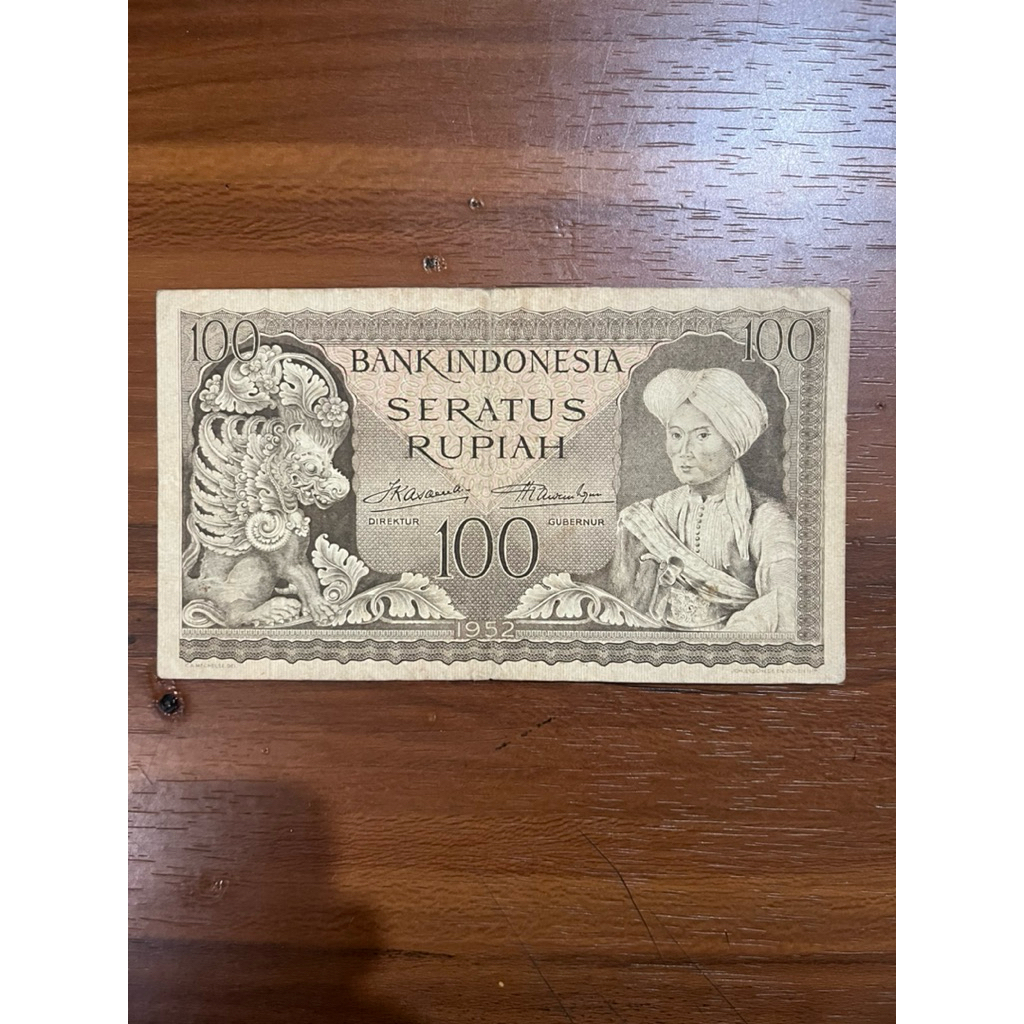 100 100
BANK INDONESIA
SERATUS
RUPIAH
DIREKTUR GUBERNUR
100
1952